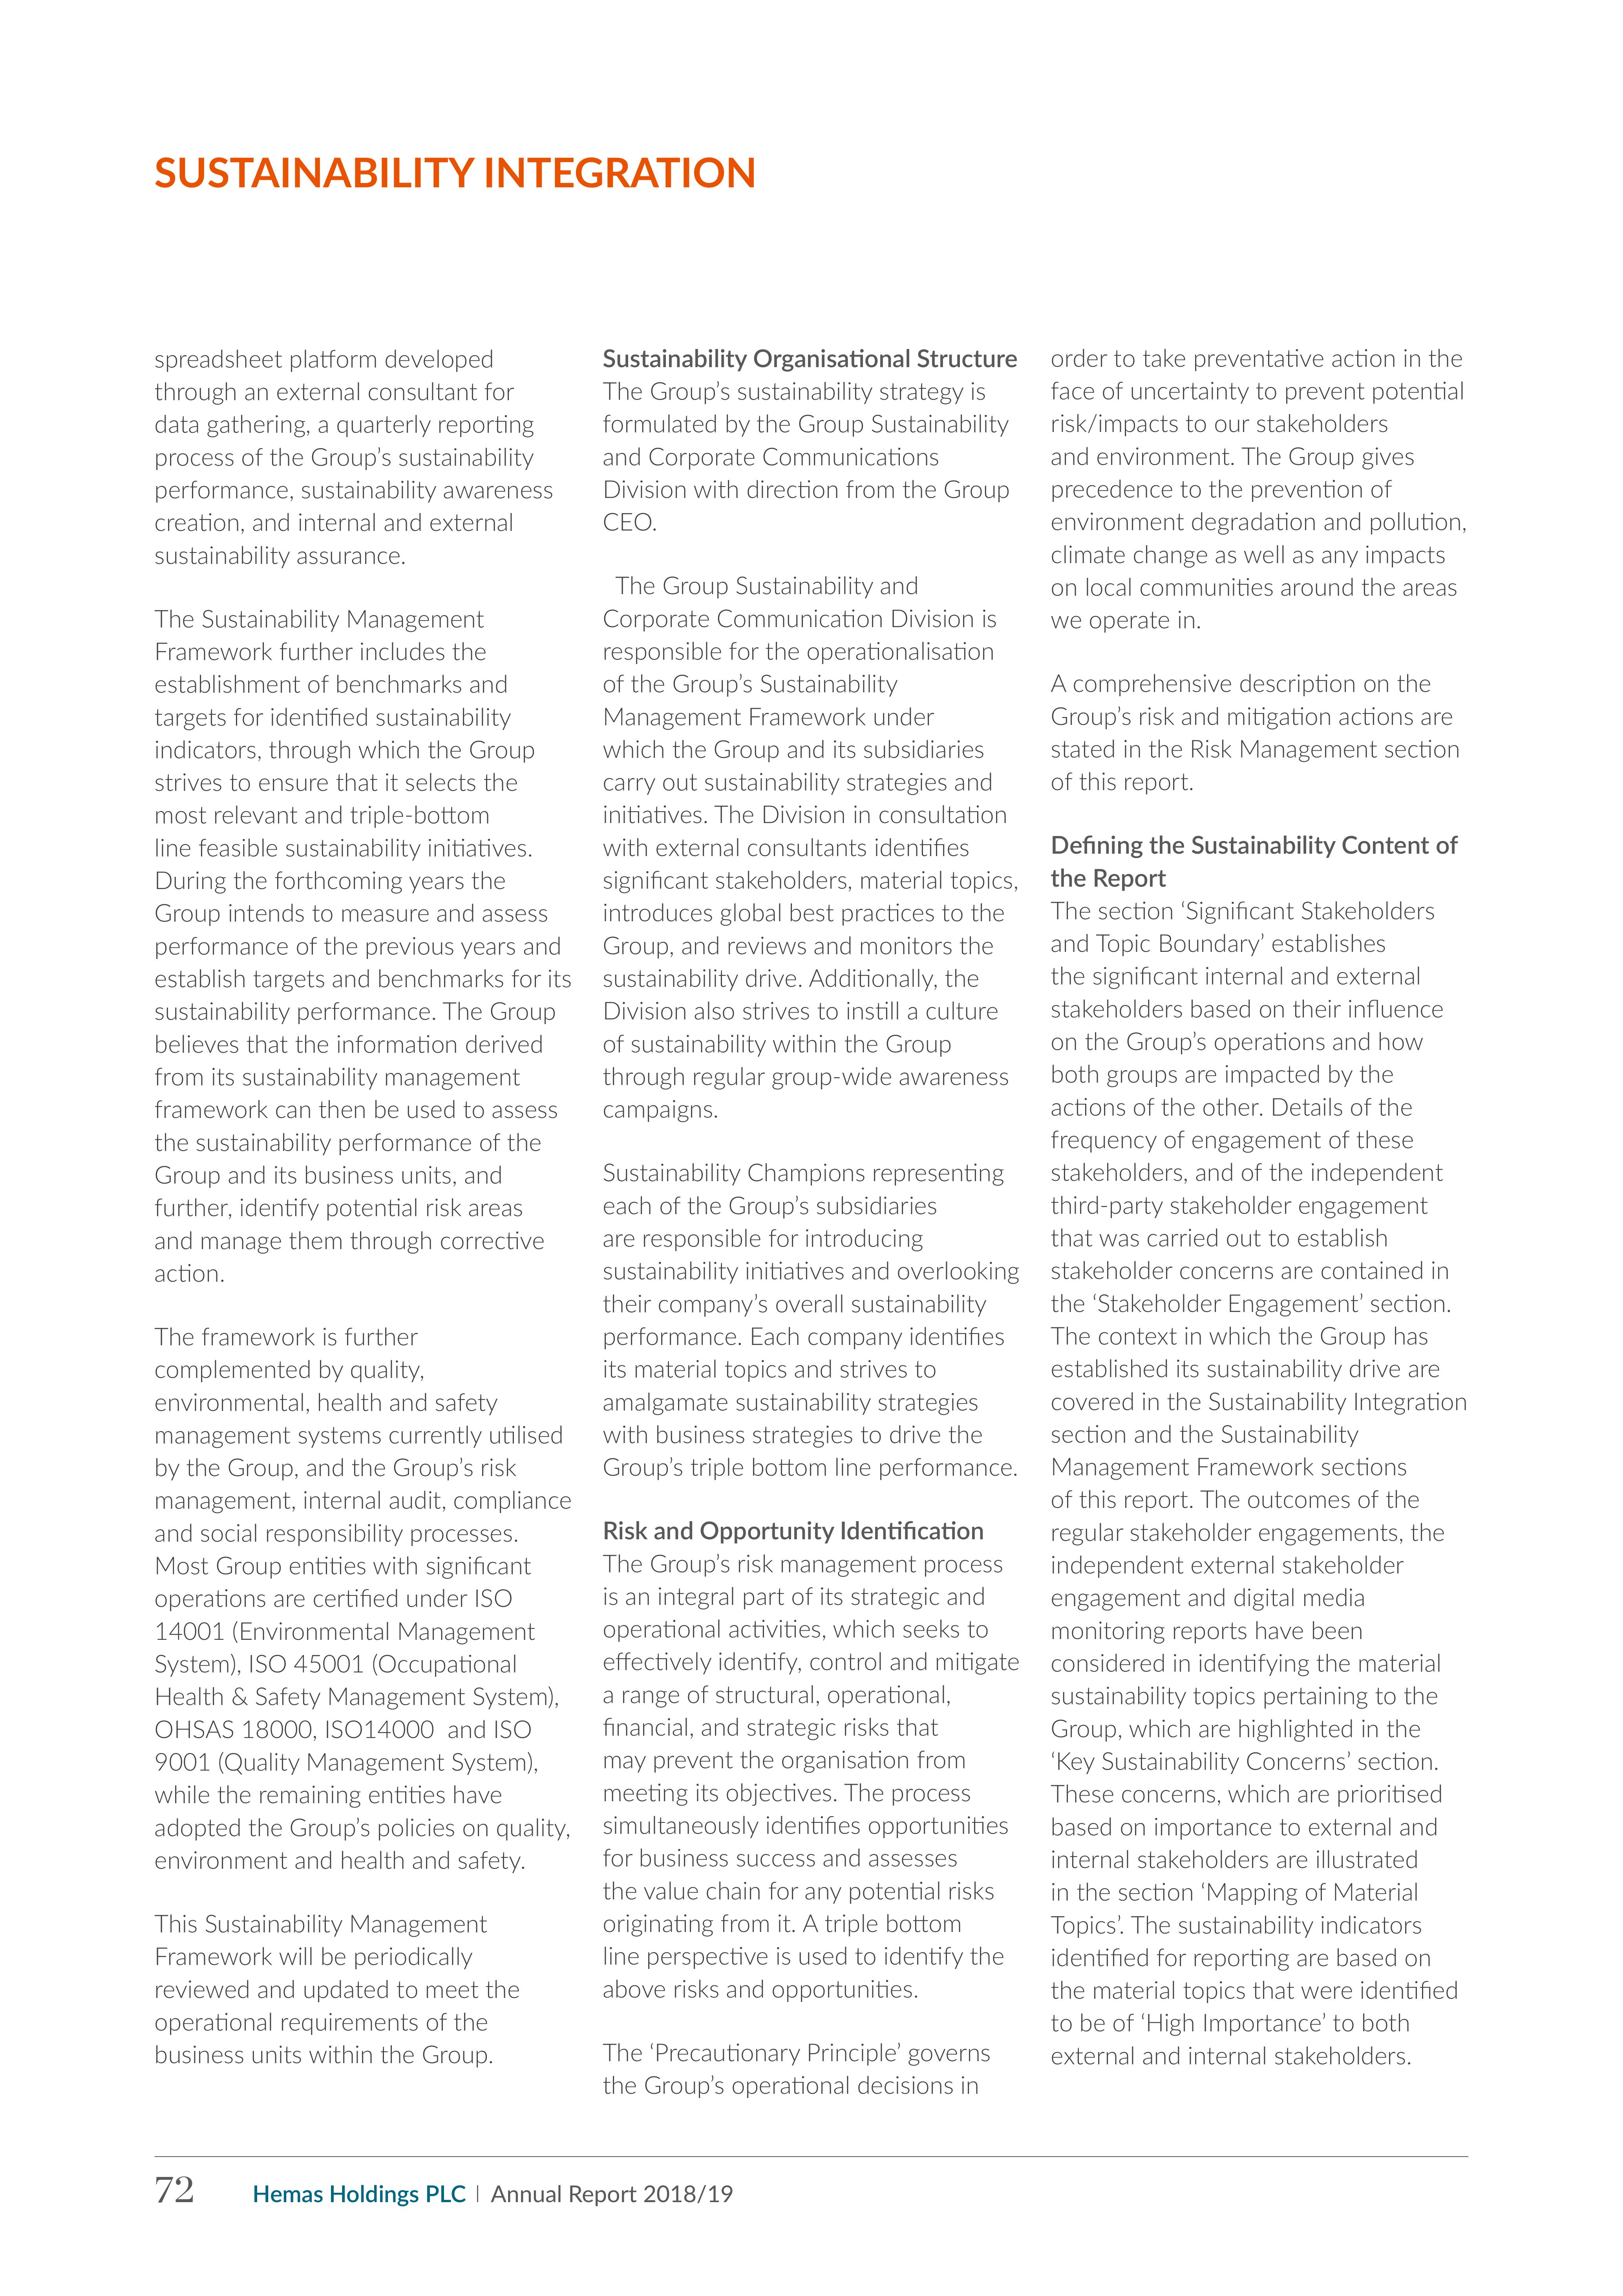 SUSTAINABILITY INTEGRATION
spreadsheet platform developed
through an external consultant for
data gathering, a quarterly reporting
process of the Group's sustainability
performance, sustainability awareness
creation, and internal and external
sustainability assurance.
The Sustainability Management
Framework further includes the
establishment of benchmarks and
targets for identified sustainability
indicators, through which the Group
strives to ensure that it selects the
most relevant and triple-bottom
line feasible sustainability initiatives.
During the forthcoming years the
Group intends to measure and assess
performance of the previous years and
establish targets and benchmarks for its
sustainability performance. The Group
believes that the information derived
from its sustainability management
framework can then be used to assess
the sustainability performance of the
Group and its business units, and
further, identify potential risk areas
and manage them through corrective
action.
The framework is further
complemented by quality,
environmental, health and safety
management systems currently utilised
by the Group, and the Group's risk
management, internal audit, compliance
and social responsibility processes.
Most Group entities with significant
operations are certified under ISO
14001 (Environmental Management
System), ISO 45001 (Occupational
Health & Safety Management System),
OHSAS 18000, ISO14000  and ISO
9001 (Quality Management System),
while the remaining entities have
adopted the Group's policies on quality,
environment and health and safety.
This Sustainability Management
Framework will be periodically
reviewed and updated to meet the
operational requirements of the
business units within the Group.
Sustainability Organisational Structure
The Group's sustainability strategy is
formulated by the Group Sustainability
and Corporate Communications
Division with direction from the Group
CEO.
The Group Sustainability and
Corporate Communication Division is
responsible for the operationalisation
of the Group's Sustainability
Management Framework under
which the Group and its subsidiaries
carry out sustainability strategies and
initiatives. The Division in consultation
with external consultants identifies
significant stakeholders, material topics,
introduces global best practices to the
Group, and reviews and monitors the
sustainability drive. Additionally, the
Division also strives to instill a culture
of sustainability within the Group
through regular group-wide awareness
campaigns.
Sustainability Champions representing
each of the Group's subsidiaries
are responsible for introducing
sustainability initiatives and overlooking
their company's overall sustainability
performance. Each company identifies
its material topics and strives to
amalgamate sustainability strategies
with business strategies to drive the
Group's triple bottom line performance.
Risk and Opportunity Identification
The Group's risk management process
is an integral part of its strategic and
operational activities, which seeks to
effectively identify, control and mitigate
a range of structural, operational,
financial, and strategic risks that
may prevent the organisation from
meeting its objectives. The process
simultaneously identifies opportunities
for business success and assesses
the value chain for any potential risks
originating from it. A triple bottom
line perspective is used to identify the
above risks and opportunities.
The 'Precautionary Principle' governs
the Group's operational decisions in
order to take preventative action in the
face of uncertainty to prevent potential
risk/impacts to our stakeholders
and environment. The Group gives
precedence to the prevention of
environment degradation and pollution,
climate change as well as any impacts
on local communities around the areas
we operate in.
A comprehensive description on the
Group's risk and mitigation actions are
stated in the Risk Management section
of this report.
Defining the Sustainability Content of
the Report
The section 'Significant Stakeholders
and Topic Boundary' establishes
the significant internal and external
stakeholders based on their influence
on the Group's operations and how
both groups are impacted by the
actions of the other. Details of the
frequency of engagement of these
stakeholders, and of the independent
third-party stakeholder engagement
that was carried out to establish
stakeholder concerns are contained in
the 'Stakeholder Engagement' section.
The context in which the Group has
established its sustainability drive are
covered in the Sustainability Integration
section and the Sustainability
Management Framework sections
of this report. The outcomes of the
regular stakeholder engagements, the
independent external stakeholder
engagement and digital media
monitoring reports have been
considered in identifying the material
sustainability topics pertaining to the
Group, which are highlighted in the
'Key Sustainability Concerns' section.
These concerns, which are prioritised
based on importance to external and
internal stakeholders are illustrated
in the section 'Mapping of Material
Topics'. The sustainability indicators
identified for reporting are based on
the material topics that were identified
to be of 'High Importance' to both
external and internal stakeholders.
72 Hemas Holdings PLC | Annual Report 2018/19